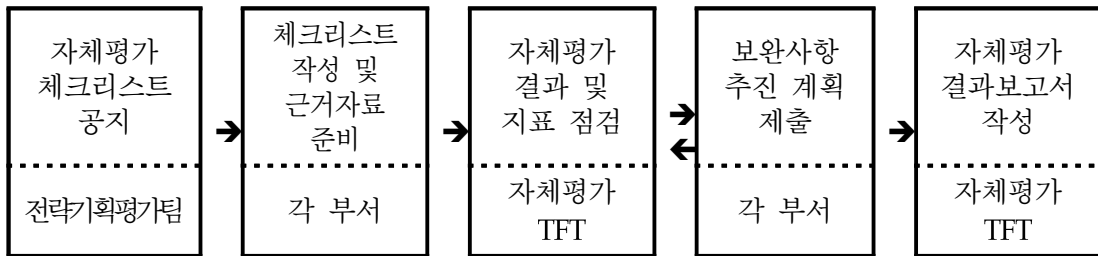 자체평가
체크리스트
공지
전략기획평가팀
체크리스트
작성 및
근거자료
준비
각 부서
자체평가
결과 및
지표 점검
자체평가
TFT
보완사항
추진 계획
제출
각 부서
자체평가
결과보고서
작성
자체평가
TFT